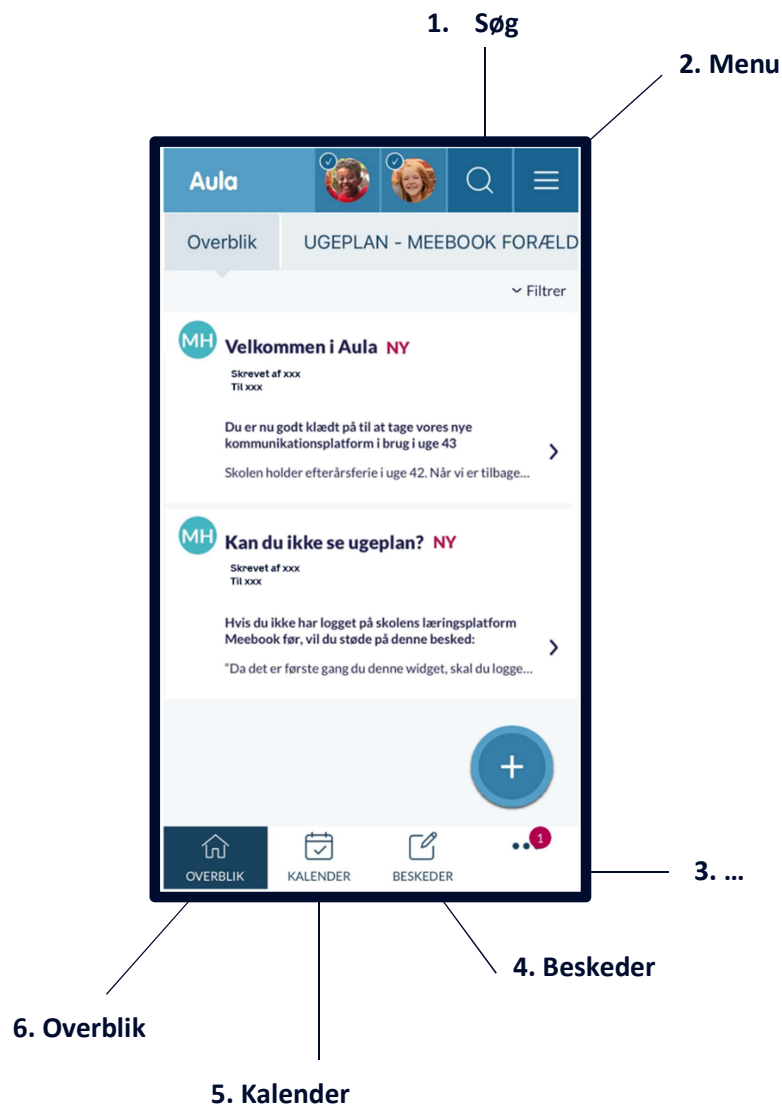 1. Søg
2. Menu
Aula
Overblik
UGEPLAN - MEEBOOK FORÆLD
Filtrer
MH
Velkommen i Aula NY
Skrevet af xxx
Til xxx
Du er nu godt klædt på til at tage vores nye
kommunikationsplatform i brug i uge 43
Skolen holder efterårsferie i uge 42. Når vi er tilbage...
MH
Kan du ikke se ugeplan? NY
Skrevet af xxx
Til xxx
Hvis du ikke har logget på skolens læringsplatform
Meebook før, vil du støde på denne besked:
"Da det er første gang du denne widget, skal du logge...
1
OVERBLIK
KALENDER
BESKEDER
3. ...
4. Beskeder
6. Overblik
5. Kalender